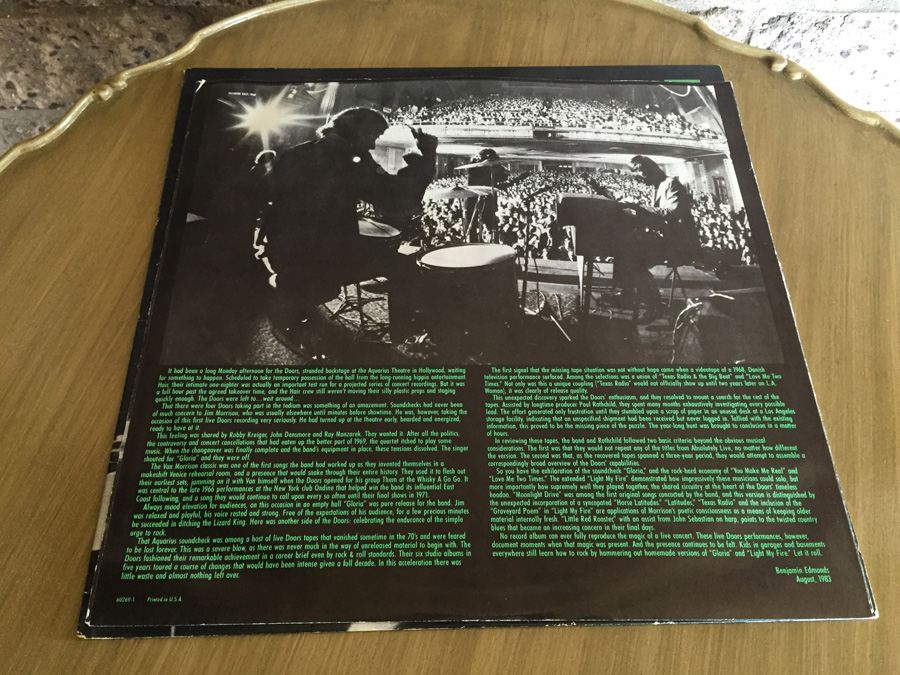 It had been a long Monday afternoon for the Doors, stranded backstage at the Aquarius Theatre in Hollywood, waiting
for something to happen. Scheduled to take temporary possession of the hall from the long-running hippie entertainment
Hair, their intimate one-nighter was actually an important test run for a projected series of concert recordings. But it was
a full hour past the agreed takeover time, and the Hair crew still weren't moving their silly potato props and staging
quickly enough. The Doors were left to...wait around....
That there were four Doors taking part in the tedium was something of an amazement. Soundchecks had never been
of much concern to Jim Morrison, who was usually elsewhere until minutes before showtime. He was, however, taking the
occasion of this first live Doors recording very seriously. He had turned up at the theatre early, bearded and energized,
ready to have at it.
This feeling was shared by Robby Krieger, John Densmore and Ray Manzarek. They wanted it. After all the politics,
the controversy and concert cancellations that had eaten up the better part of 1969, the quartet itched to play some
music. When the changeover was finally complete and the band's equipment in place, these tensions dissolved. The singer
shouted for "Gloria" and they were off.
The Van Morrison classic was one of the first songs the band had worked up as they invented themselves in a
makeshift Venice rehearsal room, and a presence that would snake through their entire history. They used it to flesh out
their earliest sets, jamming on it with Van himself when the Doors opened for his group Them at the Whisky A Go Go. It
was central to the late 1966 performances at the New York club Ondine that helped win the band its influential East
Coast following, and a song they would continue to call upon every so often until their final shows in 1971.
Always mood elevation for audiences, on this occasion in an empty hall "Gloria" was pure release for the band. Jim
was relaxed and playful, his voice rested and strong. Free of the expectations of his audience, for a few precious minutes
he succeeded in ditching the Lizard King. Here was another side of the Doors: celebrating the endurance of the simple
urge to rock.
That Aquarius soundcheck was among a host of live Doors tapes that vanished sometime in the 70's and were feared
to be lost forever. This was a severe blow, as there was never much in the way of unreleased material to begin with. The
Doors fashioned their remarkable achievement in a career brief even by rock & roll standards. Their six studio albums in
five years toured a course of changes that would have been intense given a full decade. In this acceleration there was
little waste and almost nothing left over.
60269-1 Printed in U.S.A.
The first signal that the missing tape situation was not without hope came when a videotape of a 1968, Danish
television performance surfaced. Among the selections was a union of "Texas Radio & the Big Beat" and "Love Me Two
Times." Not only was this a unique coupling ("Texas Radio" would not officially show up until two years later on L.A.
Woman), it was clearly of release quality.
This unexpected discovery sparked the Doors' enthusiasm, and they resolved to mount a search for the rest of the
tapes. Assisted by longtime producer Paul Rothchild, they spent many months exhaustively investigating every possible
lead. The effort generated only frustration until they stumbled upon a scrap of paper in an unused desk at a Los Angeles
storage facility, indicating that an unspecified shipment had been received but never logged in. Tallied with the existing
information, this proved to be the missing piece of the puzzle. The year-long hunt was brought to conclusion in a matter
of hours.
In reviewing these tapes, the band and Rothchild followed two basic criteria beyond the obvious musical
considerations. The first was that they would not repeat any of the titles from Absolutely Live, no matter how different
the version. The second was that, as the recovered tapes spanned a three-year period, they would attempt to assemble a
correspondingly broad overview of the Doors' capabilities.
So you have the exhilaration of the soundcheck "Gloria," and the rock-hard economy of "You Make Me Real" and
"Love Me Two Times." The extended "Light My Fire" demonstrated how impressively these musicians could solo, but
more importantly how supremely well they played together, the shared circuitry at the heart of the Doors' timeless
hoodoo. "Moonlight Drive" was among the first original songs concocted by the band, and this version is distinguished by
the unexpected incorporation of a syncopated "Horse Latitudes." "Latitudes," "Texas Radio" and the inclusion of the
"Graveyard Poem" in "Light My Fire" are applications of Morrison's poetic consciousness as a means of keeping older
material internally fresh. "Little Red Rooster," with an assist from John Sebastian on harp, points to the twisted country
blues that became an increasing concern in their final days.
No record album can ever fully reproduce the magic of a live concert. These live Doors performances, however,
document moments when that magic was present. And the presence continues to be felt. Kids in garages and basements
everywhere still learn how to rock by hammering out homemade versions of "Gloria" and "Light My Fire." Let it roll.
Benjamin Edmonds
August, 1983